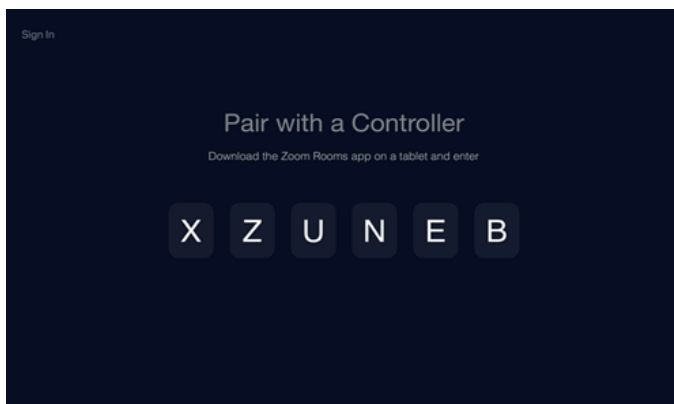 Sign In
Pair with a Controller
Download the Zoom Rooms app on a tablet and enter
X Z U N E B